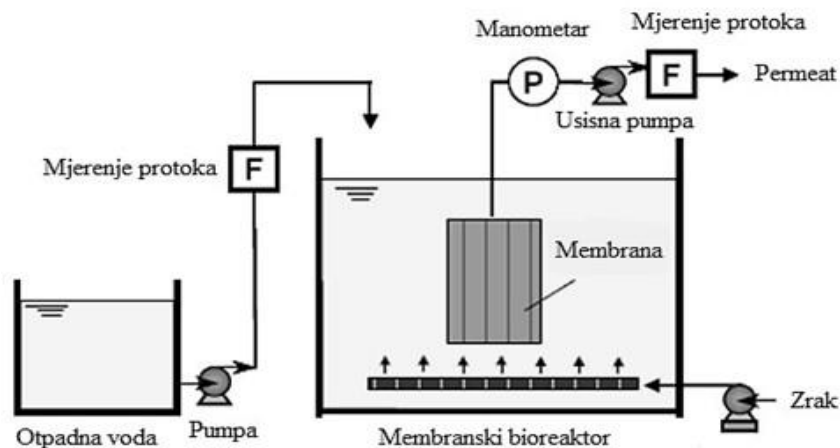 Mjerenje protoka
Manometar
P
F
Permeat
Usisna pumpa
Mjerenje protoka
F
Membrana
Zrak
Otpadna voda
Pumpa
Membranski bioreaktor